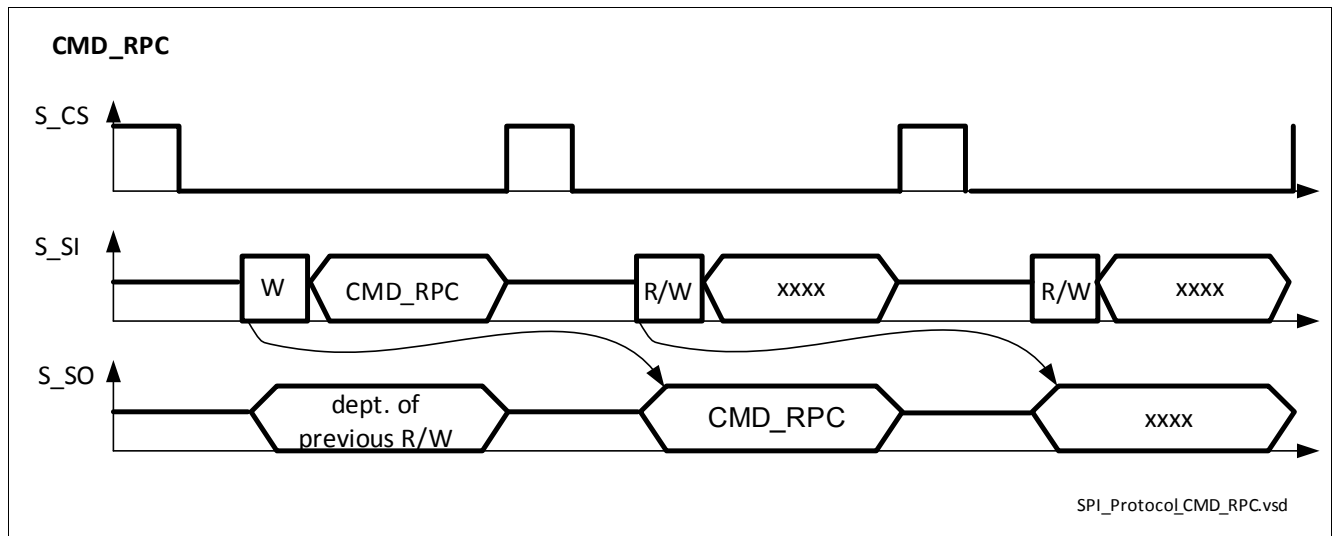 CMD_RPC
S_CS
S_SI
W
CMD_RPC
R/W
xxxx
R/W
xxxx
S_SO
dept. of
previous R/W
CMD_RPC
xxxx
SPI_Protocol_CMD_RPC.vsd